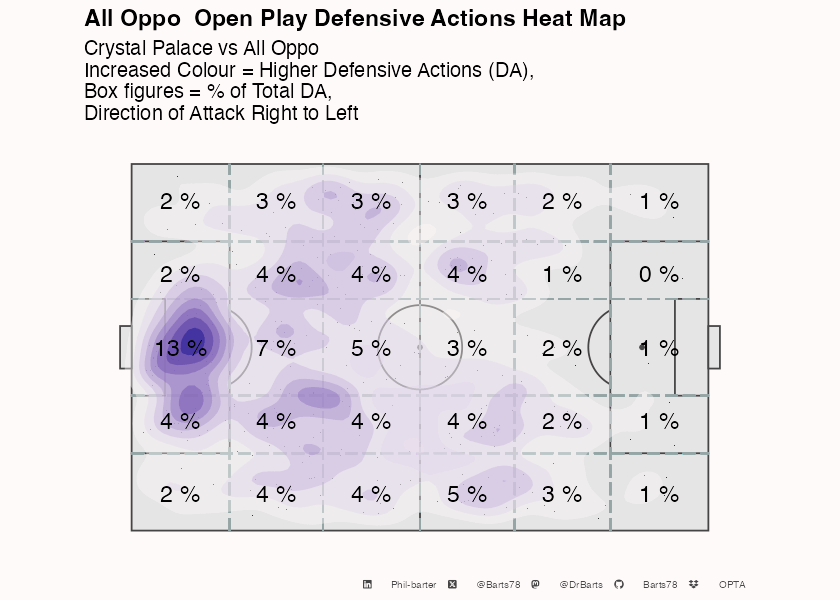 All Oppo  Open Play Defensive Actions Heat Map
Crystal Palace vs All Oppo
Increased Colour = Higher Defensive Actions (DA),
Box figures = % of Total DA,
Direction of Attack Right to Left
2 % 3 % 3 % 3 % 2 % 1 %
2 % 4 % 4 % 4 % 1 % 0 %
13 % 7 % 5 % 3 % 2 % 1 %
4 % 4 % 4 % 4 % 2 % 1 %
2 % 4 % 4 % 5 % 3 % 1 %
Phil-barter @Barts78 @DrBarts Barts78 OPTA